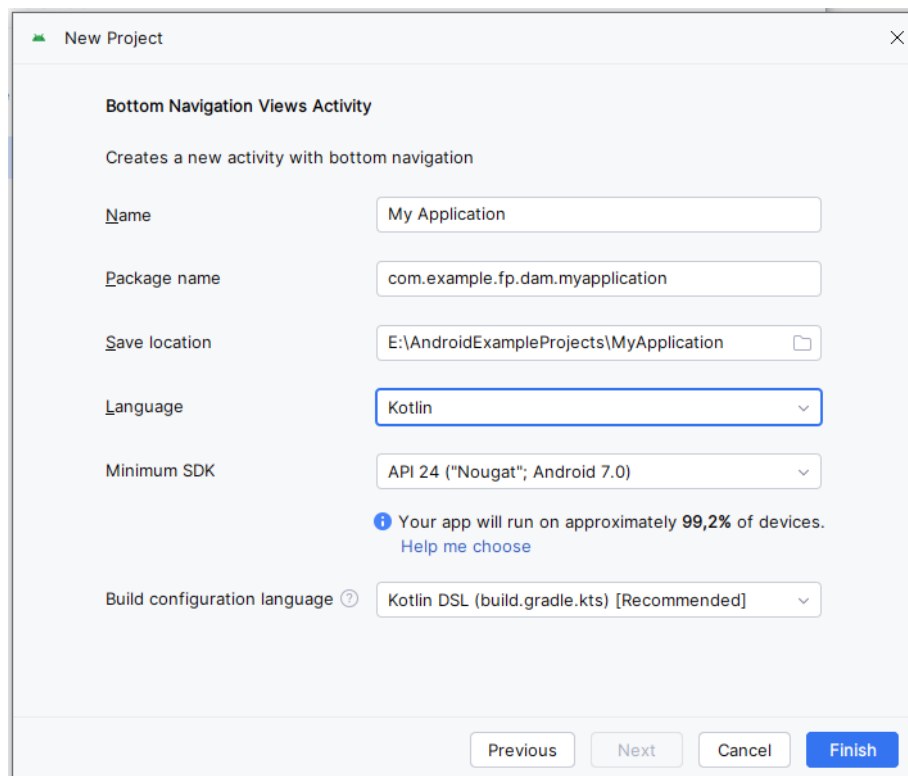 New Project
Bottom Navigation Views Activity
Creates a new activity with bottom navigation
Name My Application
Package name com.example.fp.dam.myapplication
Save location E:\AndroidExampleProjects\MyApplication
Language Kotlin
Minimum SDK API 24 ("Nougat"; Android 7.0)
Your app will run on approximately 99,2% of devices.
Help me choose
Build configuration language ? Kotlin DSL (build.gradle.kts) [Recommended]
Previous Next Cancel Finish